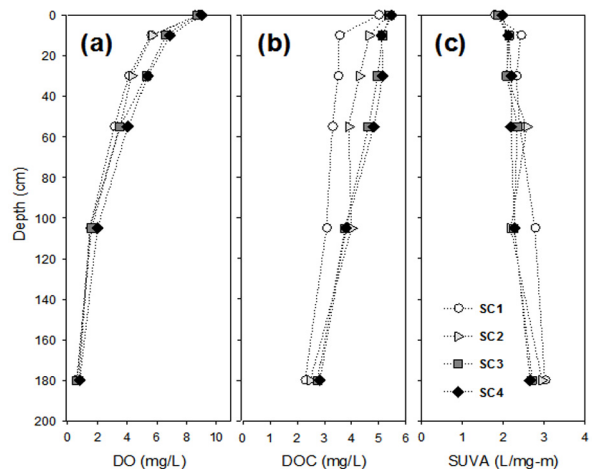 (a) (b) (c)
0
20
40
60
80
100
120
140
160
180
200
Depth (cm)
0 2 4 6 8 10
DO (mg/L)
0 1 2 3 4 5 6
DOC (mg/L)
0 1 2 3 4
SUVA (L/mg-m)
SC1
SC2
SC3
SC4